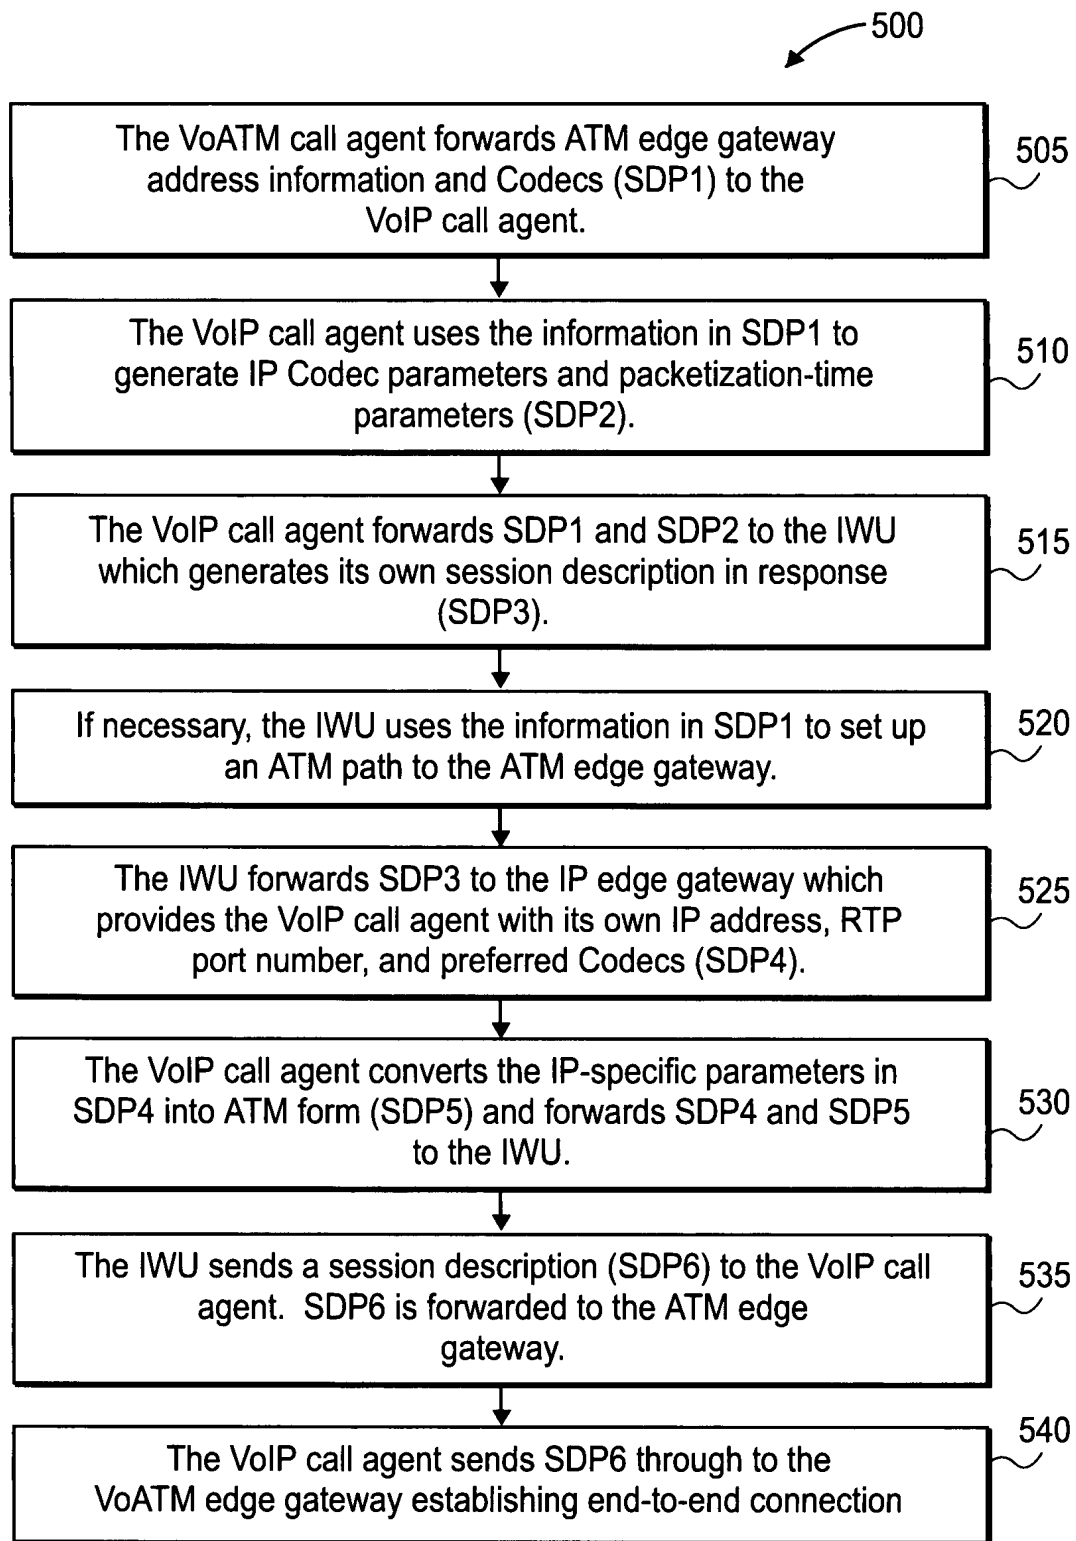 500
The VoATM call agent forwards ATM edge gateway
address information and Codecs (SDP1) to the
VoIP call agent.
505
The VoIP call agent uses the information in SDP1 to
generate IP Codec parameters and packetization-time
parameters (SDP2).
510
The VoIP call agent forwards SDP1 and SDP2 to the IWU
which generates its own session description in response
(SDP3).
515
If necessary, the IWU uses the information in SDP1 to set up
an ATM path to the ATM edge gateway.
520
The IWU forwards SDP3 to the IP edge gateway which
provides the VoIP call agent with its own IP address, RTP
port number, and preferred Codecs (SDP4).
525
The VoIP call agent converts the IP-specific parameters in
SDP4 into ATM form (SDP5) and forwards SDP4 and SDP5
to the IWU.
530
The IWU sends a session description (SDP6) to the VoIP call
agent.  SDP6 is forwarded to the ATM edge
gateway.
535
The VoIP call agent sends SDP6 through to the
VoATM edge gateway establishing end-to-end connection
540